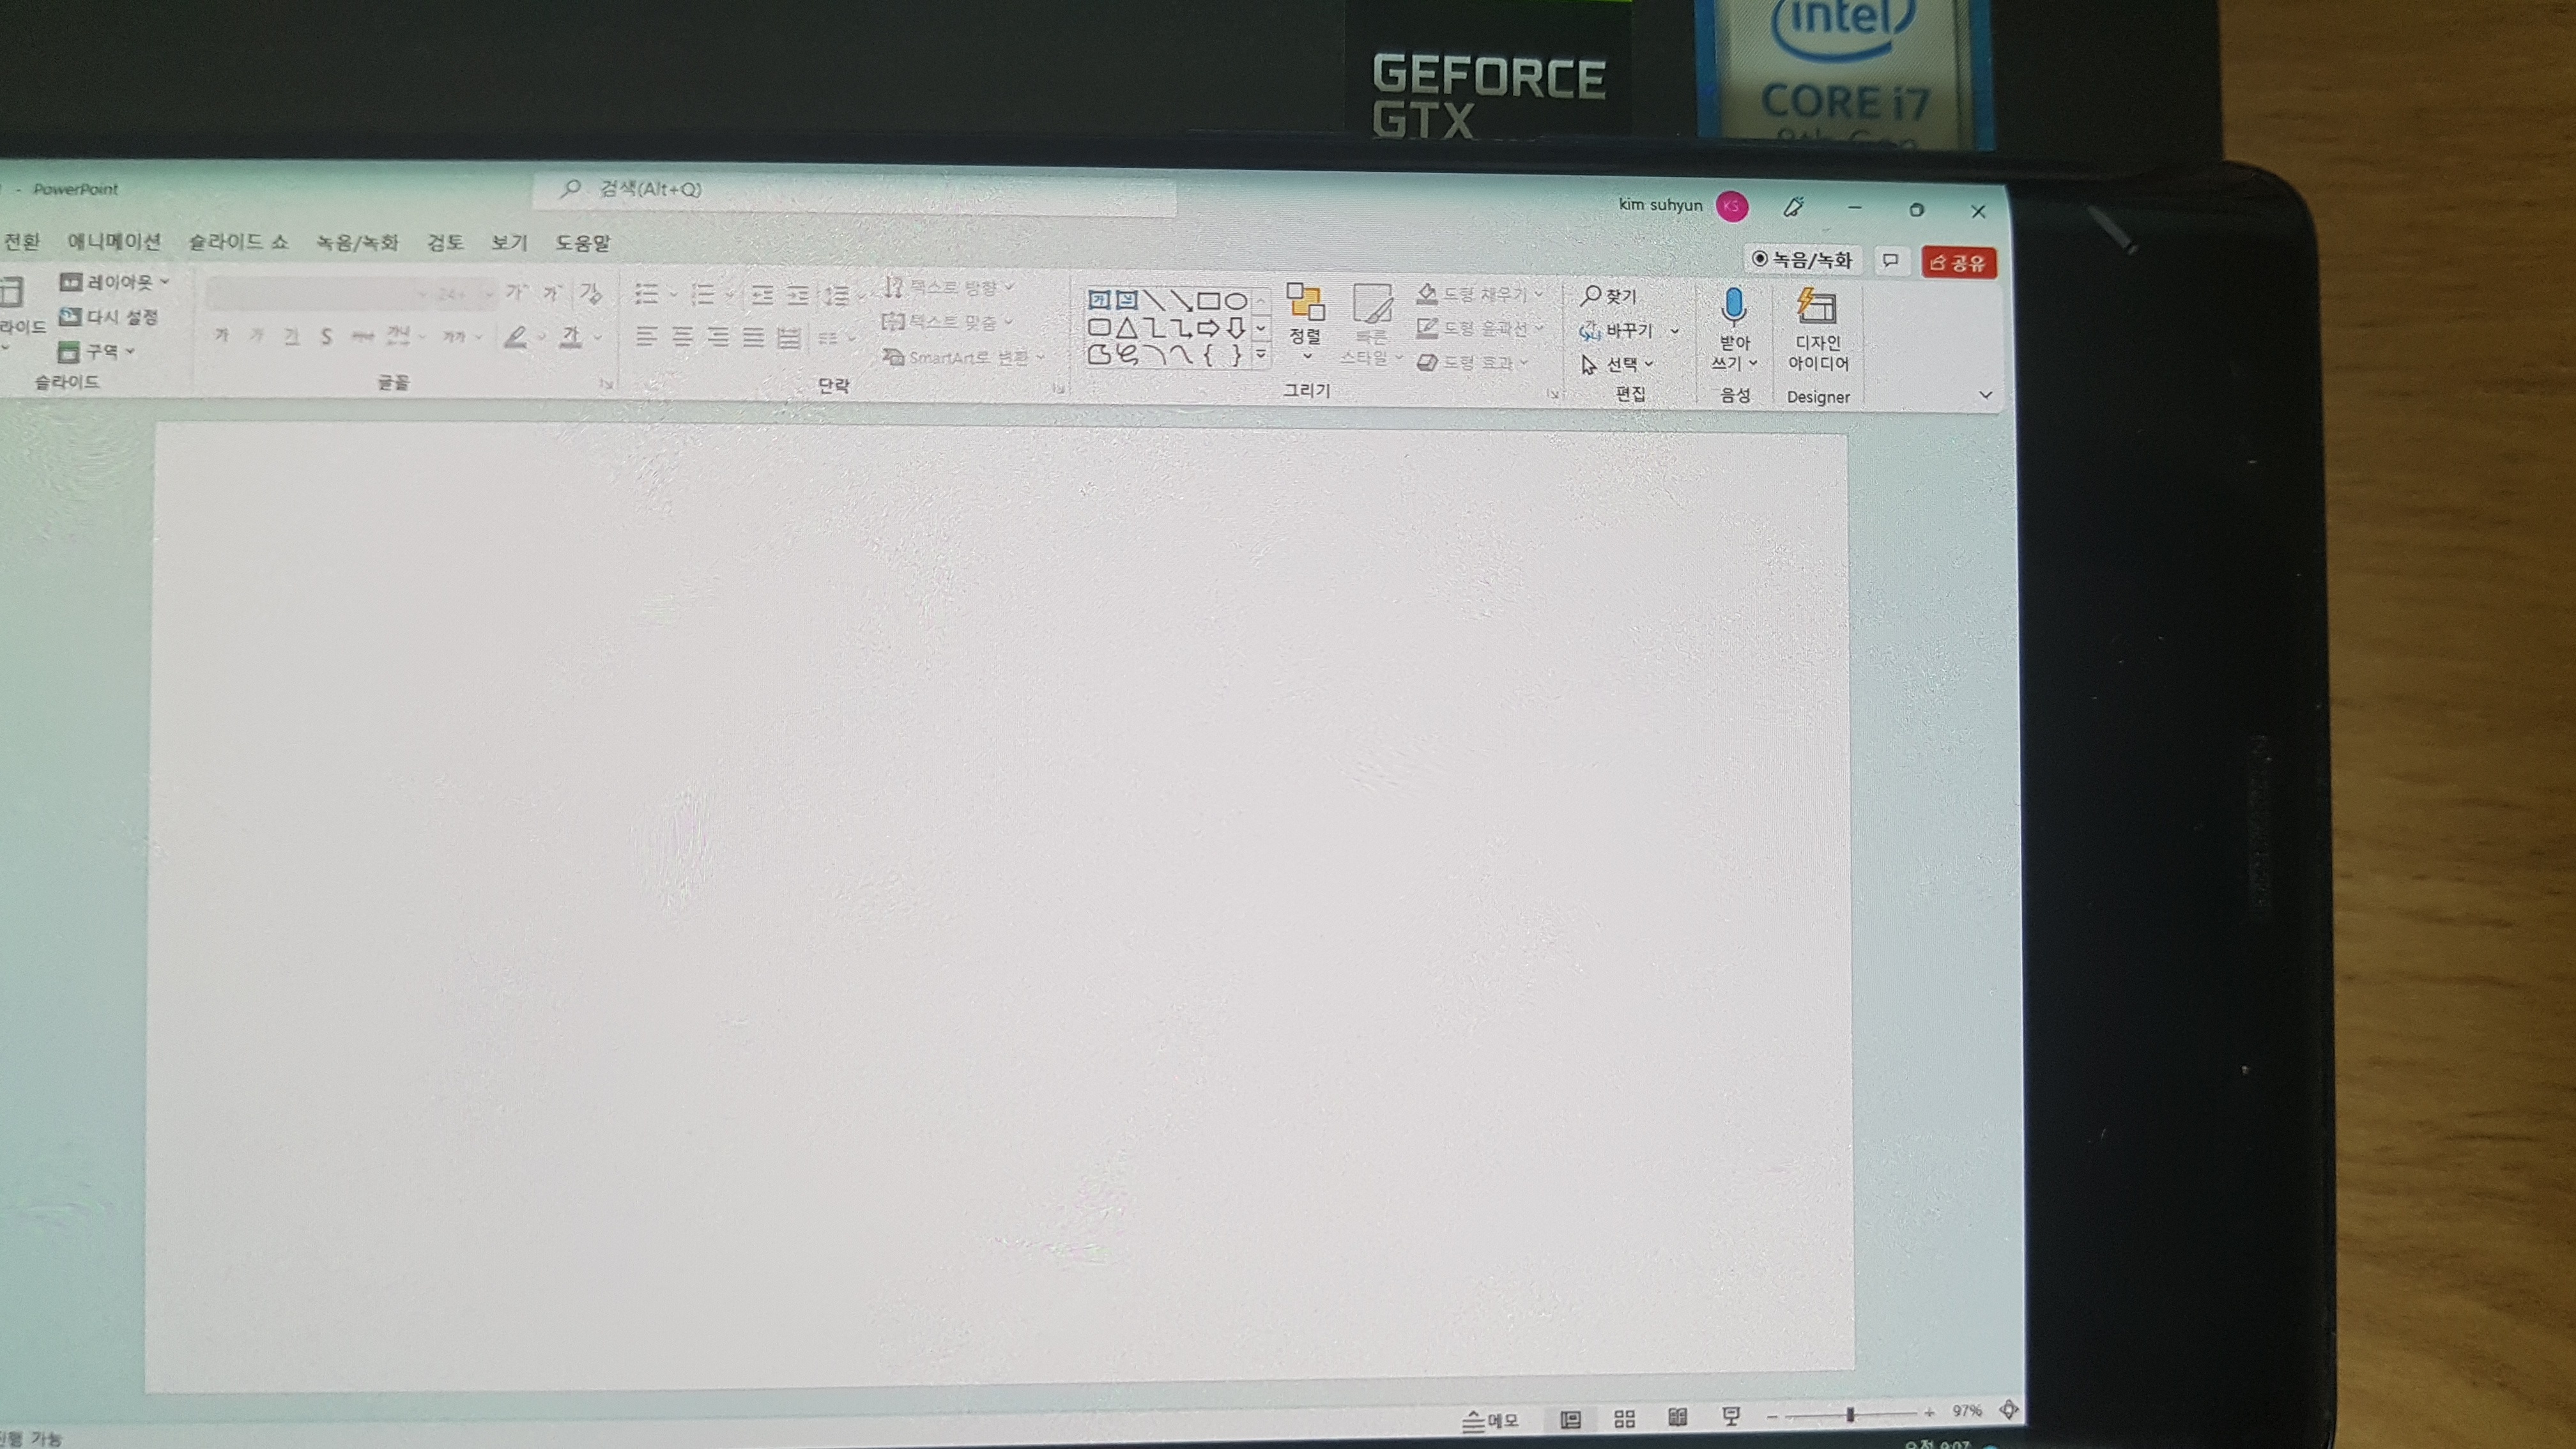 intel
CORE i7
GEFORCE
GTX
- PowerPoint
검색(Alt+Q)
kim suhyun
KS
전환 애니메이션 슬라이드 쇼 녹음/녹화 검토 보기 도움말
녹음/녹화
공유
레이아웃
다시 설정
구역
라이드
슬라이드
24+
가 가 가 S 가나
글꼴
텍스트 방향
텍스트 맞춤
SmartArt로 변환
단락
정렬
빠른
스타일
도형 채우기
도형 윤곽선
도형 효과
그리기
찾기
바꾸기
선택
편집
받아
쓰기
음성
디자인
아이디어
Designer
메모
97%
가능